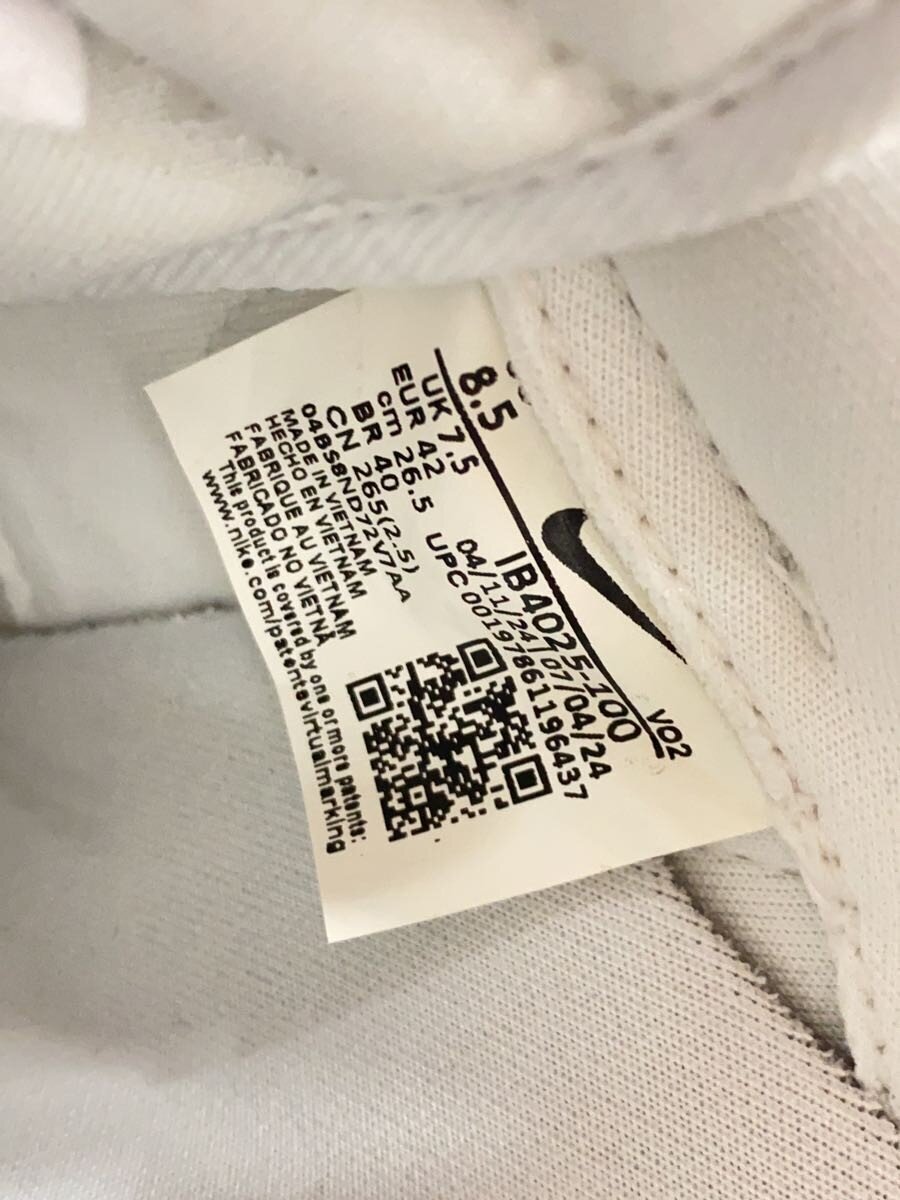 8.5
UK 7.5
EUR 42
cm 26.5
BR 40
CN 265(2.5)
04BS8ND72V7AA
MADE IN VIETNAM
HECHO EN VIETNAM
FABRIQUE AU VIETNAM
FABRICADO NO VIETNÃ
This product is covered by one or more patents:
www.nike.com/patentsvirtualmarking
VO2
IB4025-100
04/11/24|07/04/24
UPC 00197861196437